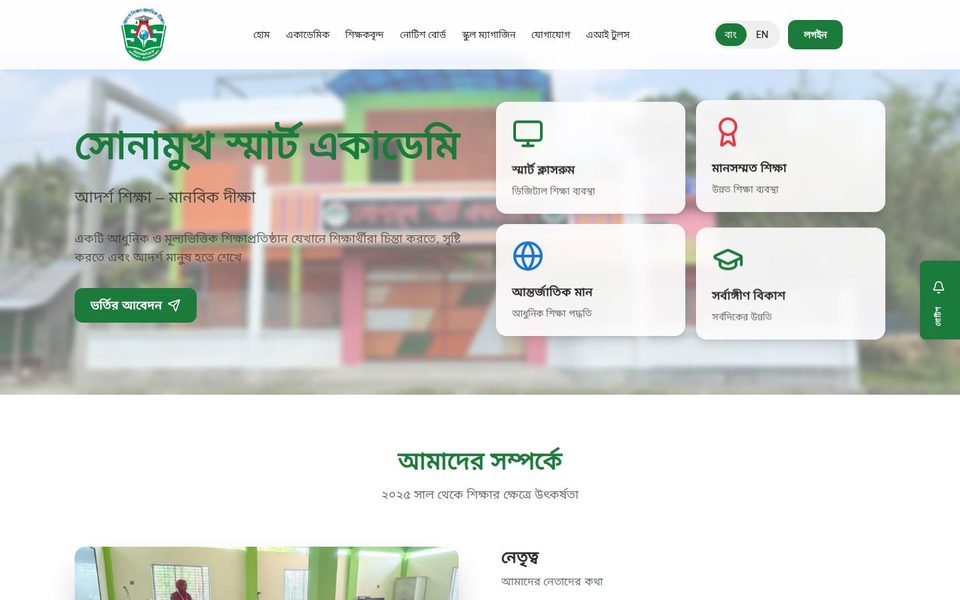 হোম একাডেমিক শিক্ষকবৃন্দ নোটিশ বোর্ড স্কুল ম্যাগাজিন যোগাযোগ এআই টুলস
বাং EN লগইন
সোনামুখ স্মার্ট একাডেমি
আদর্শ শিক্ষা – মানবিক দীক্ষা
একটি আধুনিক ও মূল্যভিত্তিক শিক্ষাপ্রতিষ্ঠান যেখানে শিক্ষার্থীরা চিন্তা করতে, সৃষ্টি
করতে এবং আদর্শ মানুষ হতে শেখে
ভর্তির আবেদন
স্মার্ট ক্লাসরুম
ডিজিটাল শিক্ষা ব্যবস্থা
মানসম্মত শিক্ষা
উন্নত শিক্ষা ব্যবস্থা
আন্তর্জাতিক মান
আধুনিক শিক্ষা পদ্ধতি
সর্বাঙ্গীণ বিকাশ
সর্বদিকের উন্নতি
নোটিশ
আমাদের সম্পর্কে
২০২৫ সাল থেকে শিক্ষার ক্ষেত্রে উৎকর্ষতা
নেতৃত্ব
আমাদের নেতাদের কথা